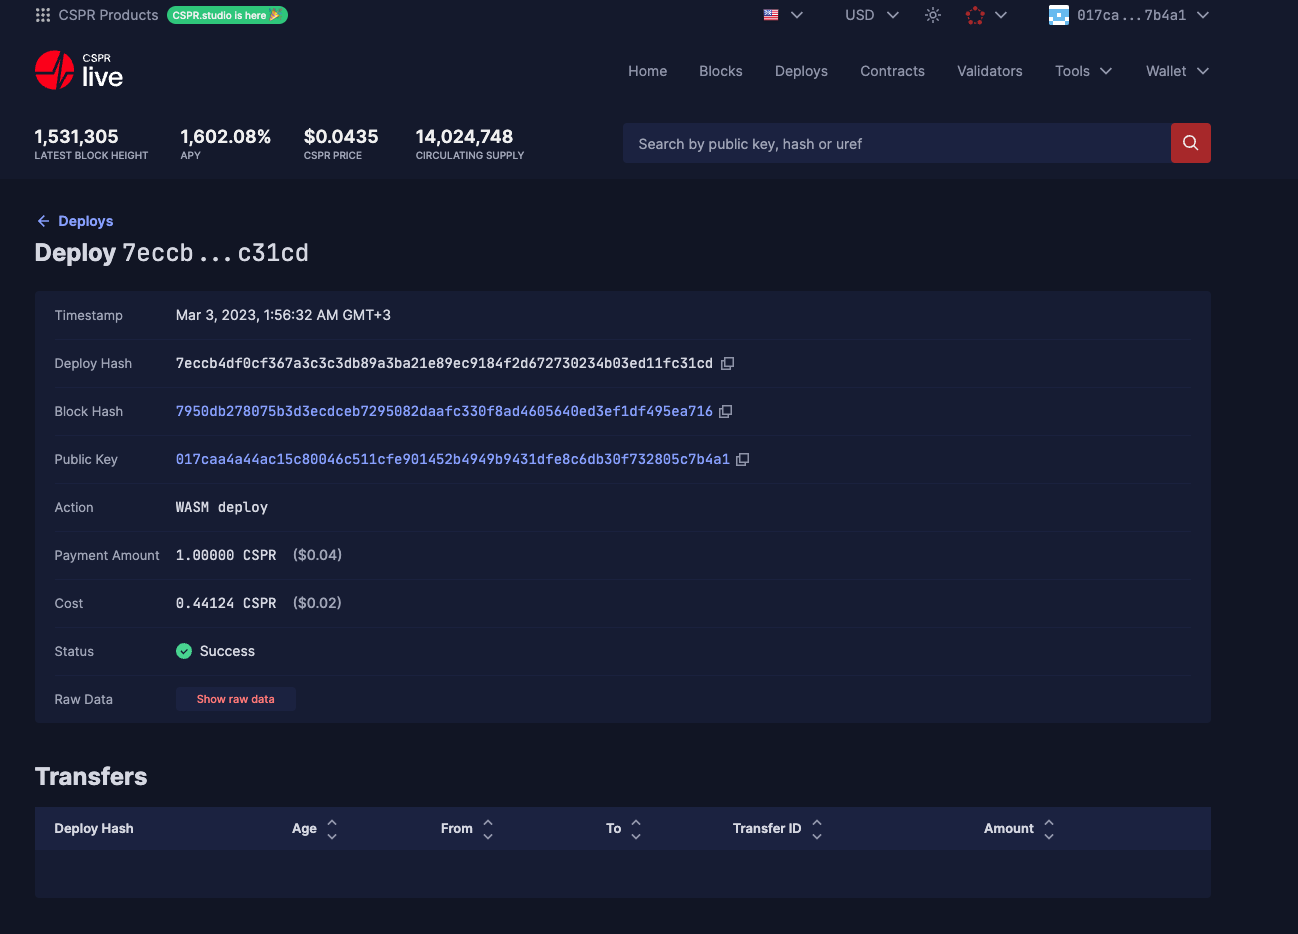 CSPR Products CSPR.studio is here 🎉 USD 017ca...7b4a1
CSPR
live
Home Blocks Deploys Contracts Validators Tools Wallet
1,531,305 1,602.08% $0.0435 14,024,748
LATEST BLOCK HEIGHT APY CSPR PRICE CIRCULATING SUPPLY
Search by public key, hash or uref
← Deploys
Deploy 7eccb...c31cd
Timestamp Mar 3, 2023, 1:56:32 AM GMT+3
Deploy Hash 7eccb4df0cf367a3c3c3db89a3ba21e89ec9184f2d672730234b03ed11fc31cd
Block Hash 7950db278075b3d3ecdceb7295082daafc330f8ad4605640ed3ef1df495ea716
Public Key 017caa4a44ac15c80046c511cfe901452b4949b9431dfe8c6db30f732805c7b4a1
Action WASM deploy
Payment Amount 1.00000 CSPR ($0.04)
Cost 0.44124 CSPR ($0.02)
Status Success
Raw Data Show raw data
Transfers
Deploy Hash Age From To Transfer ID Amount